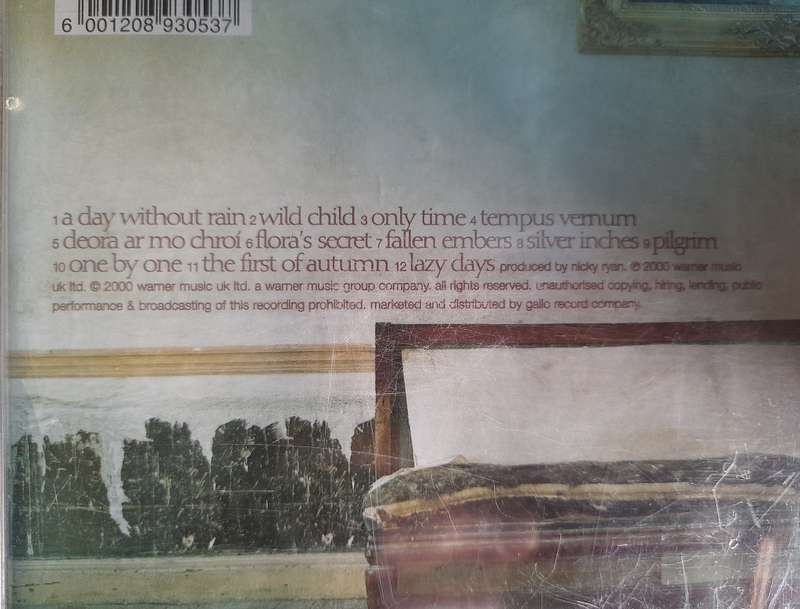 6 001208 930537
1 a day without rain 2 wild child 3 only time 4 tempus vernum
5 deora ar mo chroí 6 flora's secret 7 fallen embers 8 silver inches 9 pilgrim
10 one by one 11 the first of autumn 12 lazy days produced by nicky ryan. ℗ 2000 warner music
uk ltd. © 2000 warner music uk ltd. a warner music group company. all rights reserved. unauthorised copying, hiring, lending, public
performance & broadcasting of this recording prohibited. marketed and distributed by gallo record company.